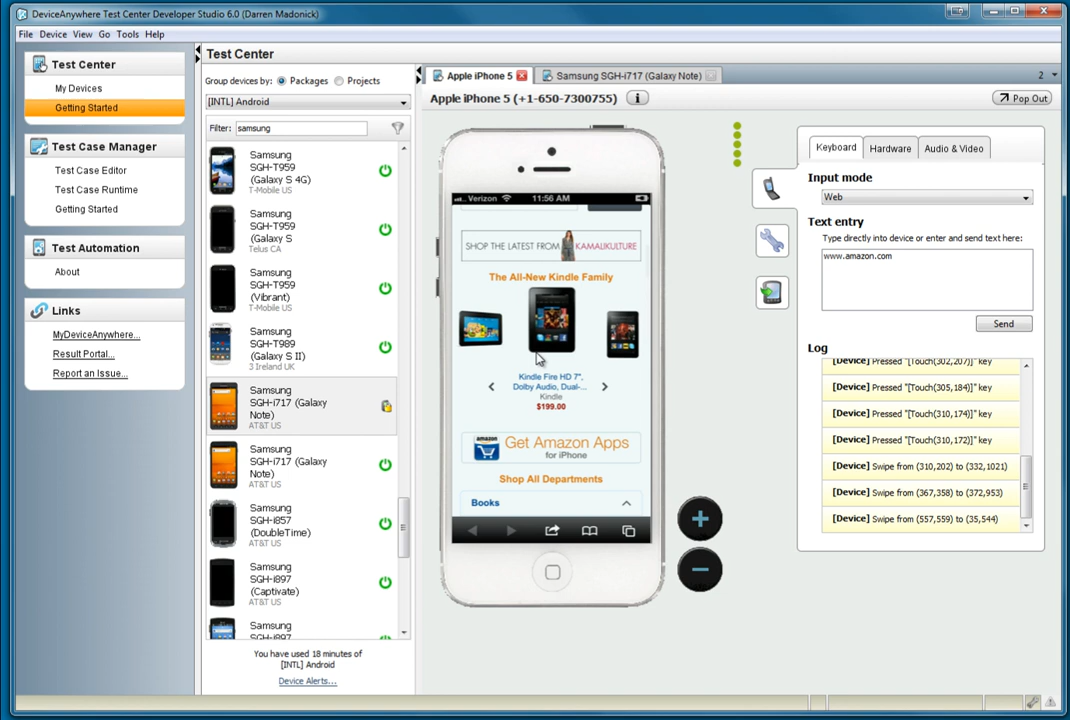 DeviceAnywhere Test Center Developer Studio 6.0 (Darren Madonick)
File Device View Go Tools Help
Test Center
My Devices
Getting Started
Test Case Manager
Test Case Editor
Test Case Runtime
Getting Started
Test Automation
About
Links
MyDeviceAnywhere...
Result Portal...
Report an Issue...
Test Center
Group devices by: Packages Projects
[INTL] Android
Filter: samsung
Samsung
SGH-T959
(Galaxy S 4G)
T-Mobile US
Samsung
SGH-T959
(Galaxy S
Telus CA
Samsung
SGH-T959
(Vibrant)
T-Mobile US
Samsung
SGH-T989
(Galaxy S II)
3 Ireland UK
Samsung
SGH-i717 (Galaxy
Note)
AT&T US
Samsung
SGH-i717 (Galaxy
Note)
AT&T US
Samsung
SGH-i857
(DoubleTime)
AT&T US
Samsung
SGH-i897
(Captivate)
AT&T US
Samsung
SGH-i897
You have used 18 minutes of
[INTL] Android
Device Alerts...
Apple iPhone 5 Samsung SGH-i717 (Galaxy Note) 2
Apple iPhone 5 (+1-650-7300755) i Pop Out
Verizon 11:56 AM
SHOP THE LATEST FROM KAMALIKULTURE
The All-New Kindle Family
Kindle Fire HD 7",
Dolby Audio, Dual-...
Kindle
$199.00
amazon
Get Amazon Apps
for iPhone
Shop All Departments
Books
Keyboard Hardware Audio & Video
Input mode
Web
Text entry
Type directly into device or enter and send text here:
www.amazon.com
Send
Log
[Device] Pressed "[Touch(302,207)]" key
[Device] Pressed "[Touch(305,184)]" key
[Device] Pressed "[Touch(310,174)]" key
[Device] Pressed "[Touch(310,172)]" key
[Device] Swipe from (310,202) to (332,1021)
[Device] Swipe from (367,358) to (372,953)
[Device] Swipe from (557,559) to (35,544)